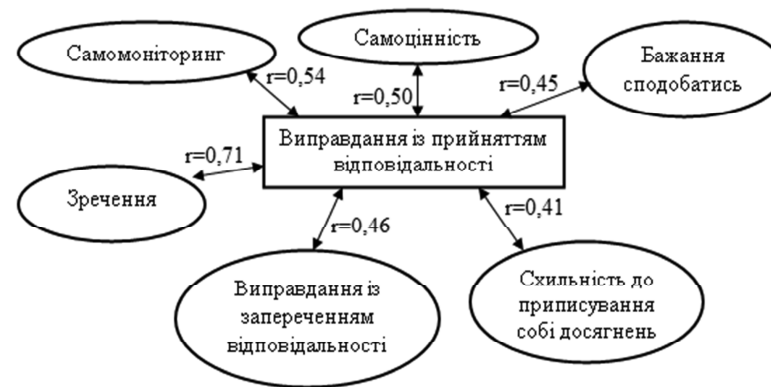 Самомоніторинг
Самоцінність
Бажання
сподобатись
r=0,54
r=0,50
r=0,45
Виправдання із прийняттям
відповідальності
r=0,71
Зречення
r=0,46
r=0,41
Виправдання із
запереченням
відповідальності
Схильність до
приписування
собі досягнень